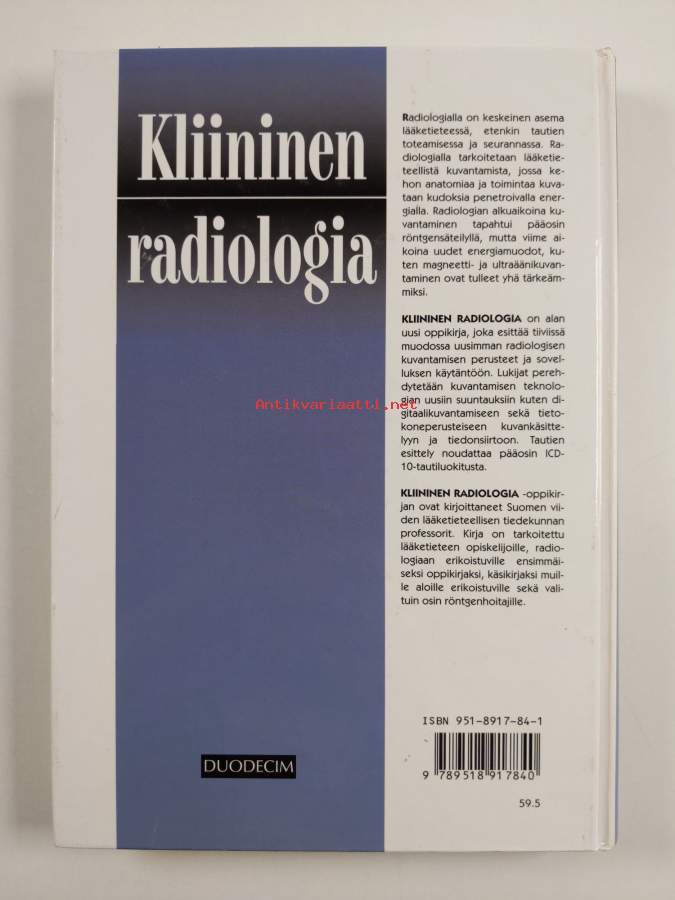 Kliininen
radiologia
Radiologialla on keskeinen asema
lääketieteessä, etenkin tautien
toteamisessa ja seurannassa. Ra-
diologialla tarkoitetaan lääketie-
teellistä kuvantamista, jossa ke-
hon anatomiaa ja toimintaa kuva-
taan kudoksia penetroivalla ener-
gialla. Radiologian alkuaikoina ku-
vantaminen tapahtui pääosin
röntgensäteilyllä, mutta viime ai-
koina uudet energiamuodot, ku-
ten magneetti- ja ultraäänikuvan-
taminen ovat tulleet yhä tärkeäm-
miksi.
KLIININEN RADIOLOGIA on alan
uusi oppikirja, joka esittää tiiviissä
muodossa uusimman radiologisen
kuvantamisen perusteet ja sovel-
luksen käytäntöön. Lukijat pereh-
dytetään kuvantamisen teknolo-
gian uusiin suuntauksiin kuten di-
gitaalikuvantamiseen sekä tieto-
koneperusteiseen kuvankäsitte-
lyyn ja tiedonsiirtoon. Tautien
esittely noudattaa pääosin ICD-
10-tautiluokitusta.
KLIININEN RADIOLOGIA -oppikir-
jan ovat kirjoittaneet Suomen vii-
den lääketieteellisen tiedekunnan
professorit. Kirja on tarkoitettu
lääketieteen opiskelijoille, radio-
logiaan erikoistuville ensimmäi-
seksi oppikirjaksi, käsikirjaksi muil-
le aloille erikoistuville sekä vali-
tuin osin röntgenhoitajille.
Antikvariaatti.net
DUODECIM
ISBN 951-8917-84-1
9 789518 917840
59.5